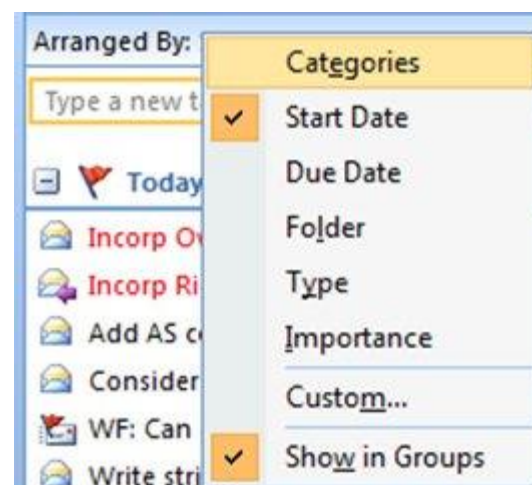 Arranged By:
Type a new t
Today
Incorp Ov
Incorp Ri
Add AS c
Consider
WF: Can
Write stri
Categories
Start Date
Due Date
Folder
Type
Importance
Custom...
Show in Groups